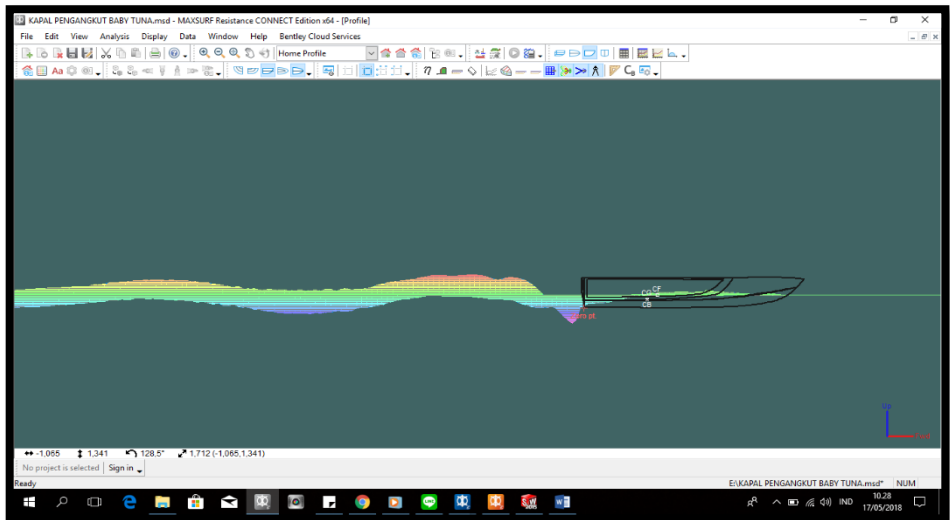 KAPAL PENGANGKUT BABY TUNA.msd - MAXSURF Resistance CONNECT Edition x64 - [Profile]
File Edit View Analysis Display Data Window Help Bentley Cloud Services
Home Profile
Aa
CF
CG
CB
Up
-1,065 1,341 128,5° 1,712 (-1,065,1,341)
No project is selected Sign in
Ready E:\KAPAL PENGANGKUT BABY TUNA.msd* NUM
IND 10.28
17/05/2018